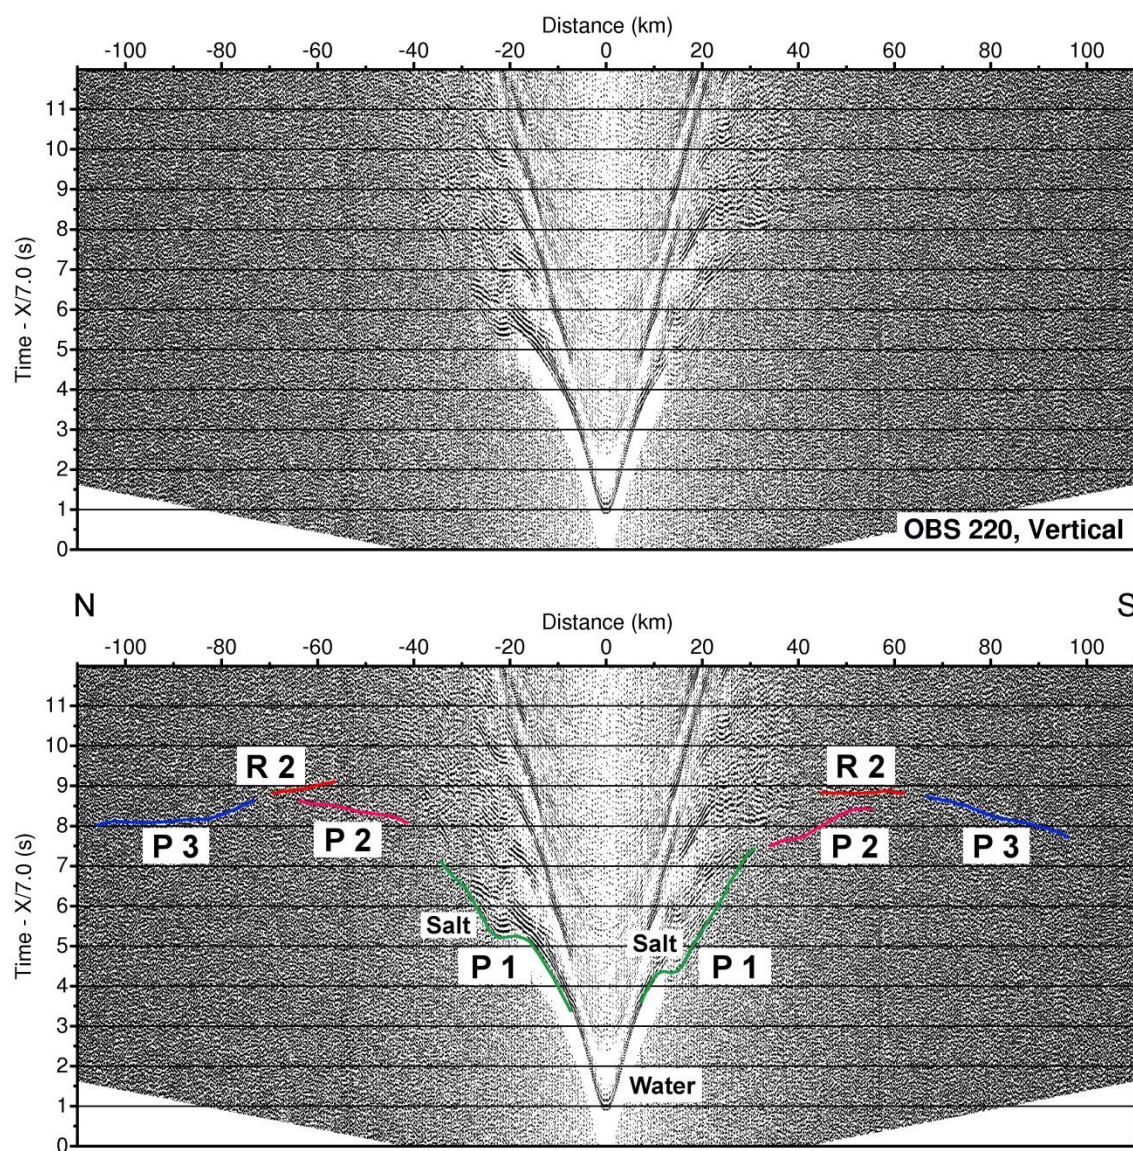 Distance (km)
-100 -80 -60 -40 -20 0 20 40 60 80 100
11
10
9
8
7
6
5
4
3
2
1
0
Time - X/7.0 (s)
OBS 220, Vertical
N S
Distance (km)
-100 -80 -60 -40 -20 0 20 40 60 80 100
11
10
9
8
7
6
5
4
3
2
1
0
Time - X/7.0 (s)
R 2 R 2
P 3 P 2 P 2 P 3
Salt Salt
P 1 P 1
Water